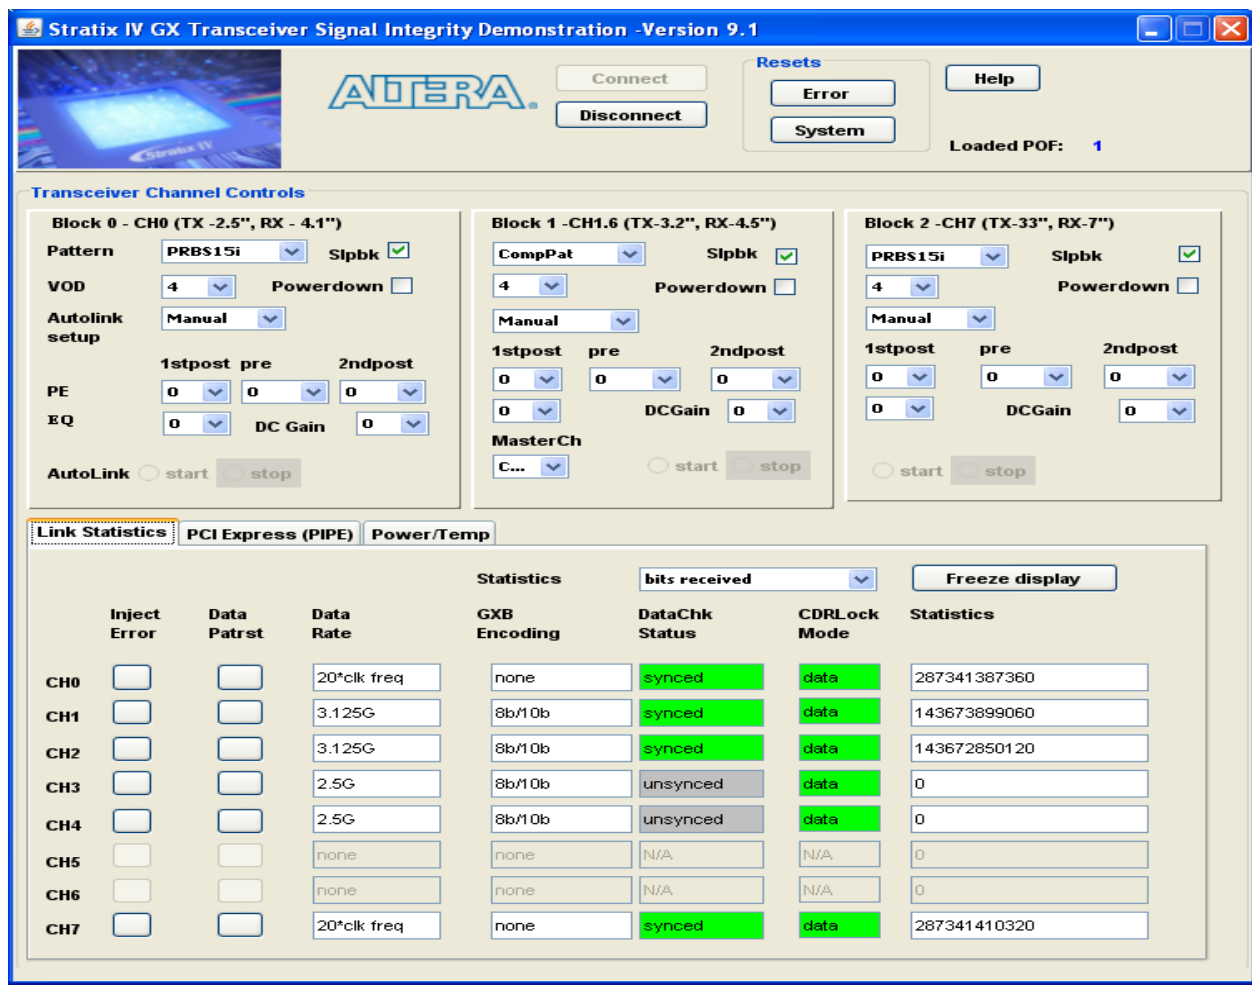 Stratix IV GX Transceiver Signal Integrity Demonstration -Version 9.1
Stratix IV
ALTERA.
Connect
Disconnect
Resets
Error
System
Help
Loaded POF: 1
Transceiver Channel Controls
Block 0 - CH0 (TX -2.5", RX - 4.1")
Pattern PRBS15i Slpbk
VOD 4 Powerdown
Autolink Manual
setup
1stpost pre 2ndpost
PE 0 0 0
EQ 0 DC Gain 0
AutoLink start stop
Block 1 -CH1.6 (TX-3.2", RX-4.5")
CompPat Slpbk
4 Powerdown
Manual
1stpost pre 2ndpost
0 0 0
0 DCGain 0
MasterCh
C... start stop
Block 2 -CH7 (TX-33", RX-7")
PRBS15i Slpbk
4 Powerdown
Manual
1stpost pre 2ndpost
0 0 0
0 DCGain 0
start stop
Link Statistics PCI Express (PIPE) Power/Temp
Statistics bits received Freeze display
Inject Data Data GXB DataChk CDRLock Statistics
Error Patrst Rate Encoding Status Mode
CH0 20*clk freq none synced data 287341387360
CH1 3.125G 8b/10b synced data 143673899060
CH2 3.125G 8b/10b synced data 143672850120
CH3 2.5G 8b/10b unsynced data 0
CH4 2.5G 8b/10b unsynced data 0
CH5 none none N/A N/A 0
CH6 none none N/A N/A 0
CH7 20*clk freq none synced data 287341410320